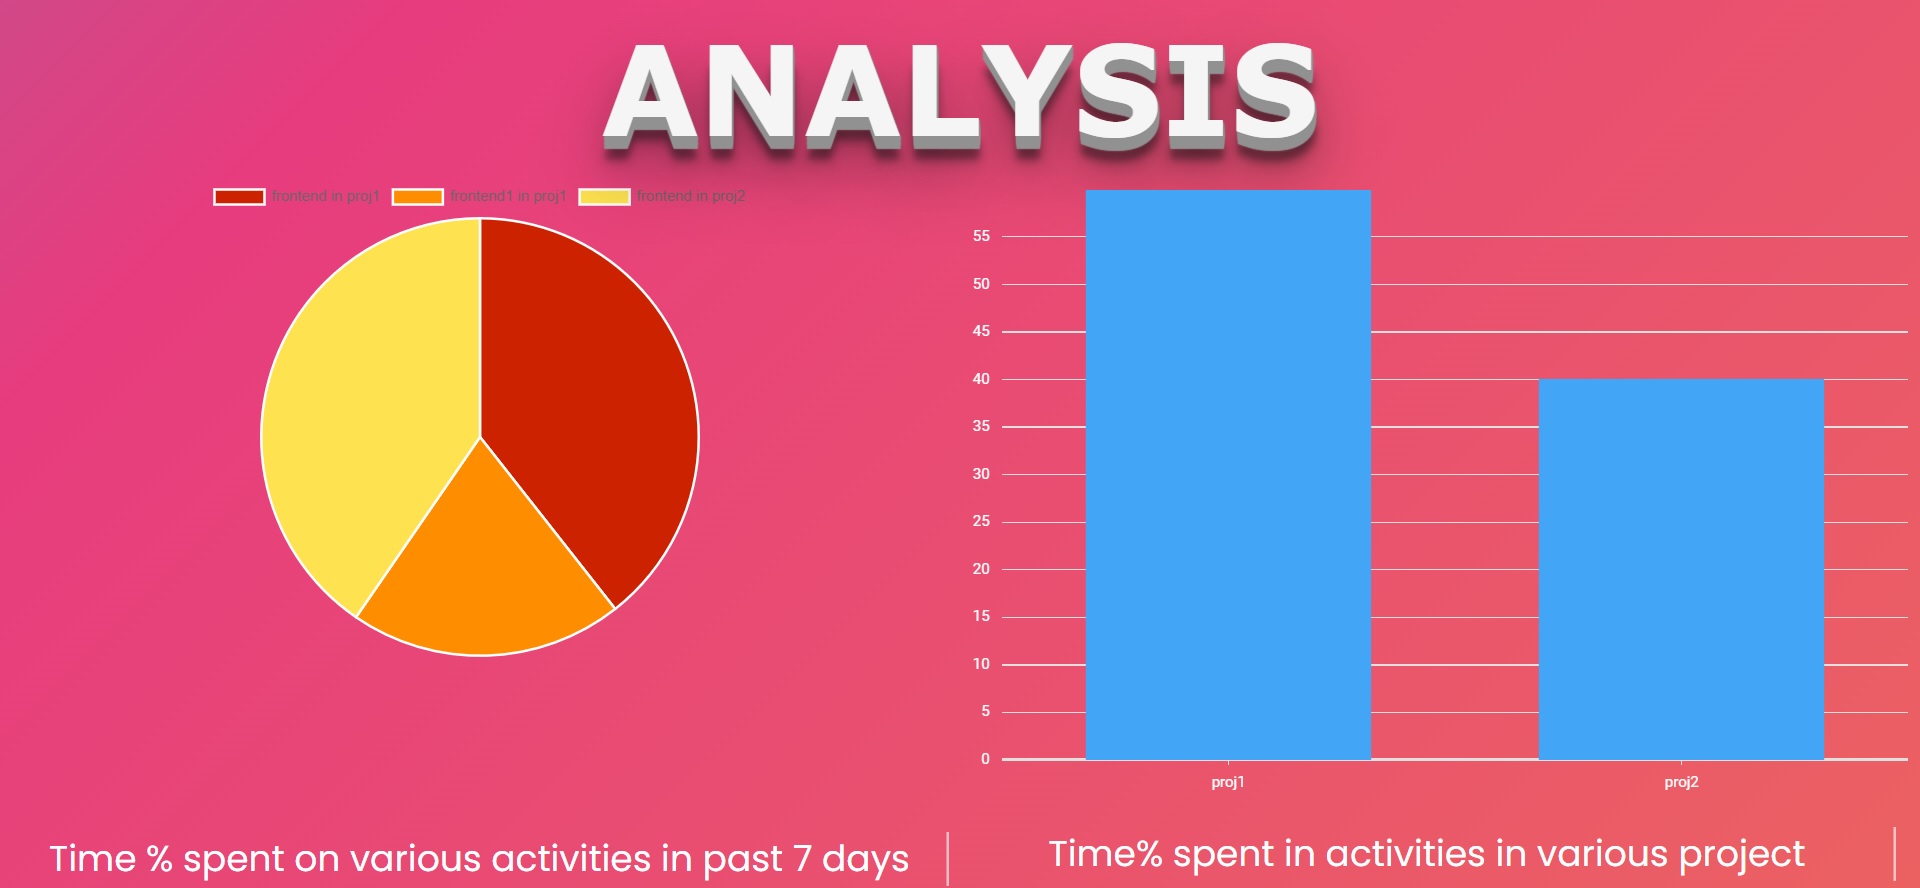 ANALYSIS
frontend in proj1 frontend1 in proj1 frontend in proj2
55
50
45
40
35
30
25
20
15
10
5
0
proj1 proj2
Time % spent on various activities in past 7 days
Time% spent in activities in various project